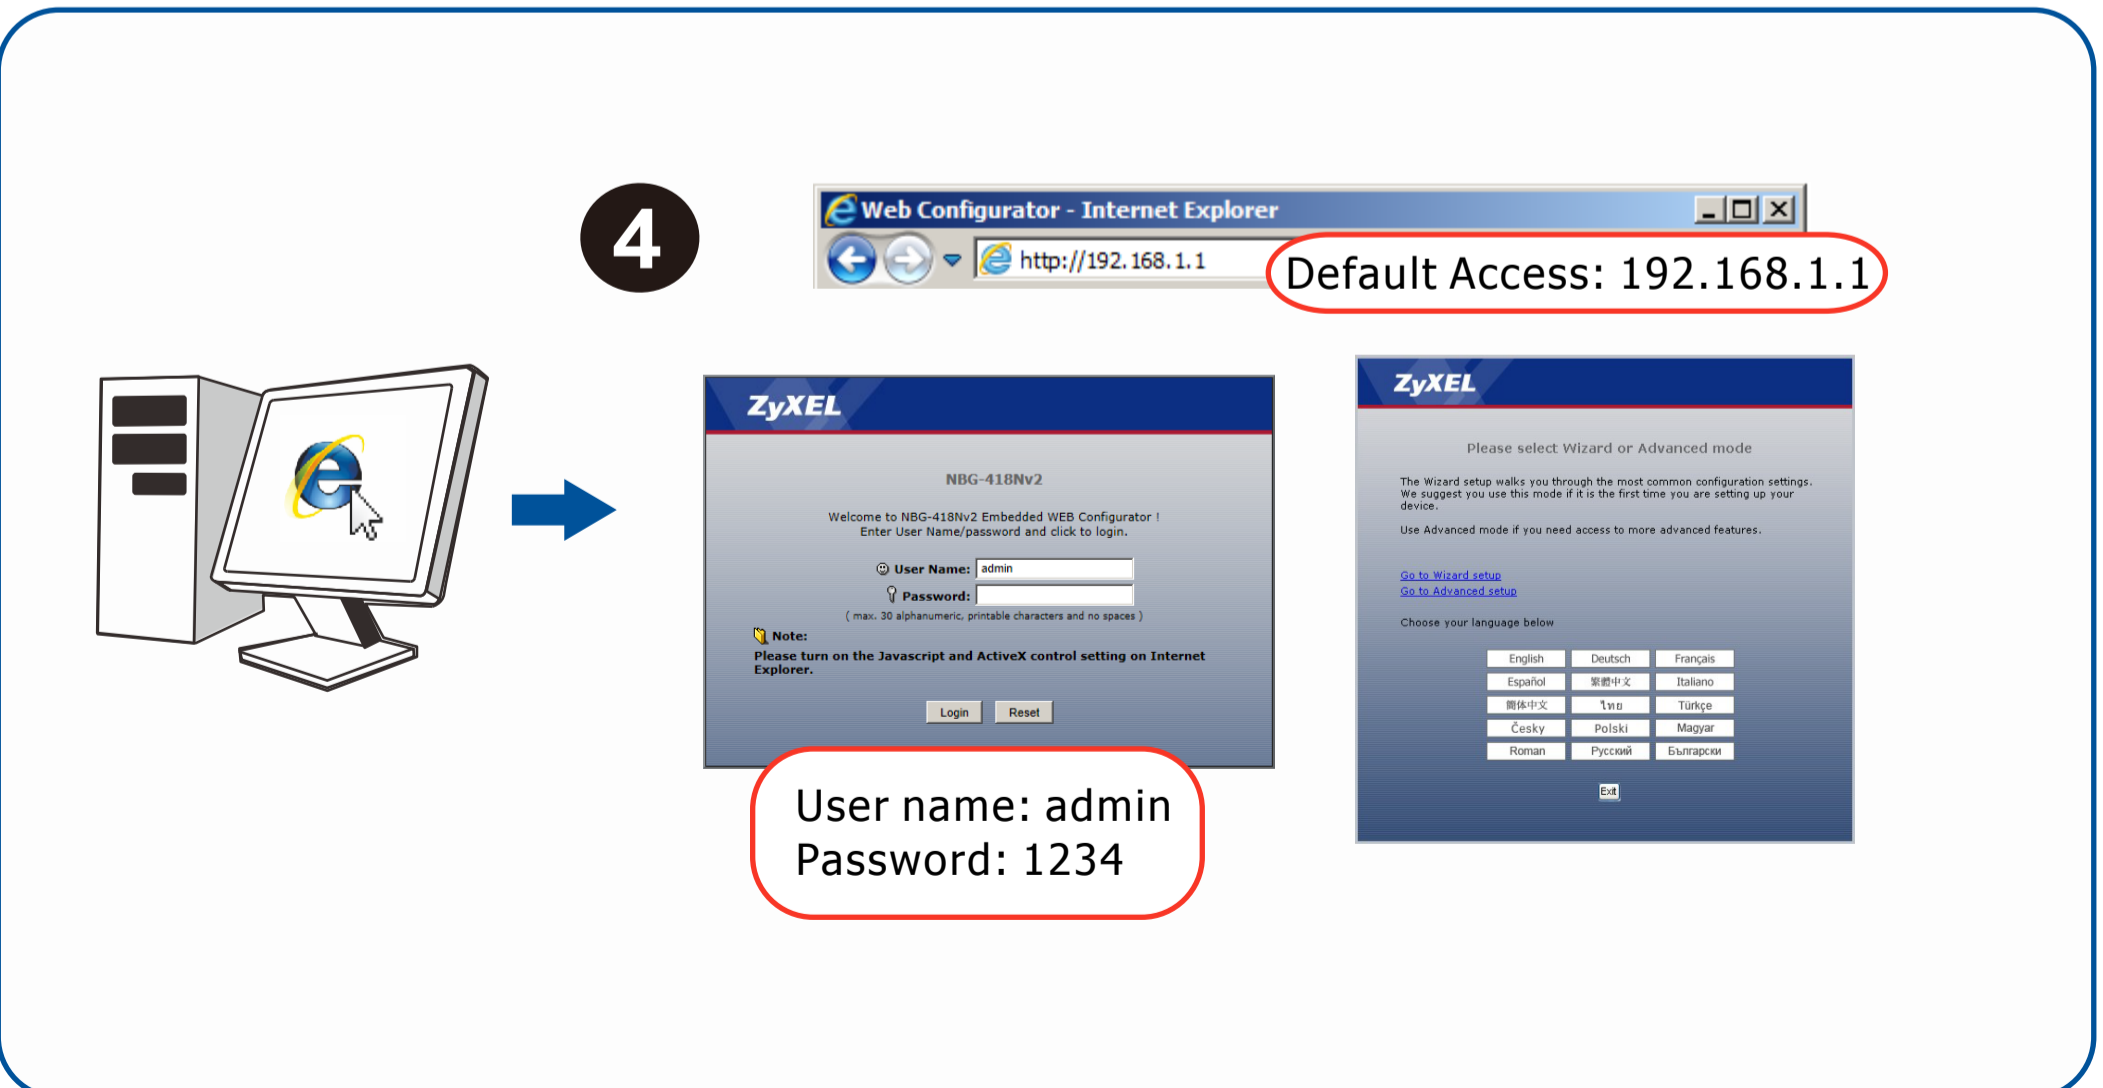 4
Web Configurator - Internet Explorer
http://192.168.1.1
Default Access: 192.168.1.1
ZyXEL
NBG-418Nv2
Welcome to NBG-418Nv2 Embedded WEB Configurator !
Enter User Name/password and click to login.
User Name: admin
Password:
( max. 30 alphanumeric, printable characters and no spaces )
Note:
Please turn on the Javascript and ActiveX control setting on Internet
Explorer.
Login Reset
User name: admin
Password: 1234
ZyXEL
Please select Wizard or Advanced mode
The Wizard setup walks you through the most common configuration settings.
We suggest you use this mode if it is the first time you are setting up your
device.
Use Advanced mode if you need access to more advanced features.
Go to Wizard setup
Go to Advanced setup
Choose your language below
English Deutsch Français
Español 繁體中文 Italiano
簡体中文 ไทย Türkçe
Česky Polski Magyar
Roman Русский Български
Exit